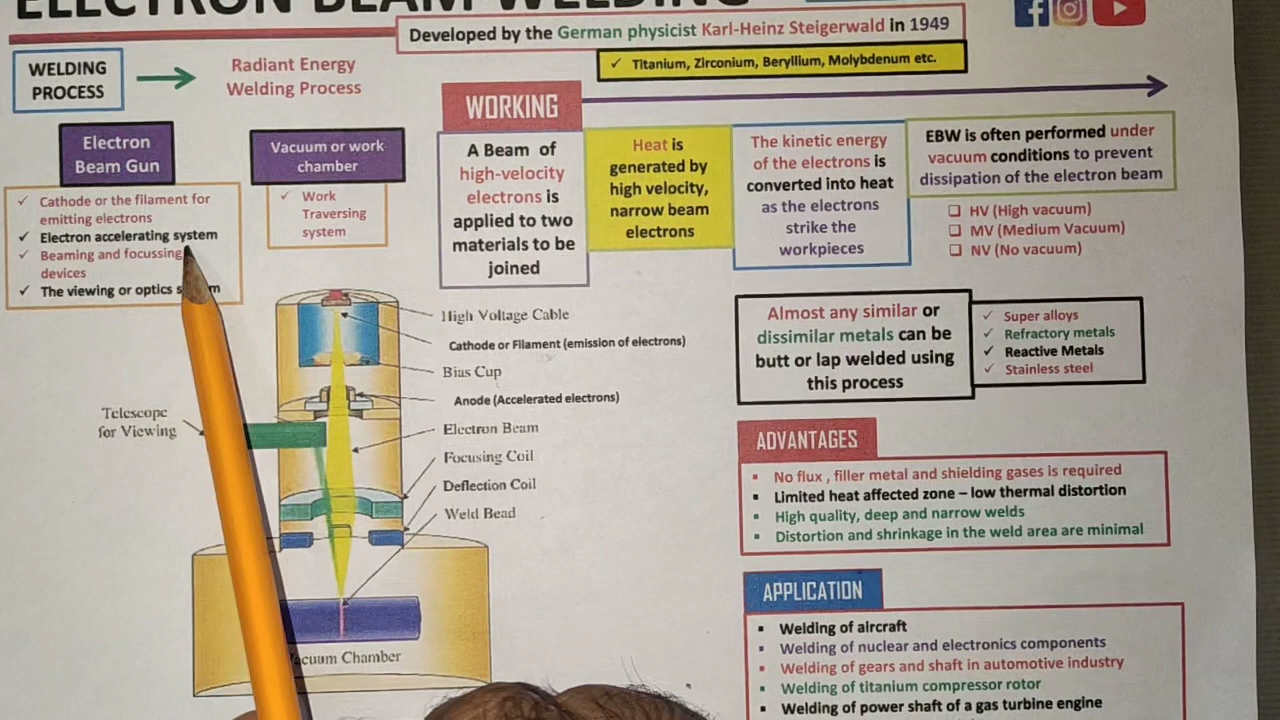 ELECTRON BEAM WELDING
Developed by the German physicist Karl-Heinz Steigerwald in 1949
WELDING
PROCESS
Radiant Energy
Welding Process
✓ Titanium, Zirconium, Beryllium, Molybdenum etc.
Electron
Beam Gun
✓ Cathode or the filament for
emitting electrons
✓ Electron accelerating system
✓ Beaming and focussing
devices
✓ The viewing or optics
Vacuum or work
chamber
✓ Work
Traversing
system
WORKING
A Beam of
high-velocity
electrons is
applied to two
materials to be
joined
Heat is
generated by
high velocity,
narrow beam
electrons
The kinetic energy
of the electrons is
converted into heat
as the electrons
strike the
workpieces
EBW is often performed under
vacuum conditions to prevent
dissipation of the electron beam
❑ HV (High vacuum)
❑ MV (Medium Vacuum)
❑ NV (No vacuum)
High Voltage Cable
Cathode or Filament (emission of electrons)
Bias Cup
Anode (Accelerated electrons)
Telescope
for Viewing
Electron Beam
Focusing Coil
Deflection Coil
Weld Bead
Chamber
Almost any similar or
dissimilar metals can be
butt or lap welded using
this process
✓ Super alloys
✓ Refractory metals
✓ Reactive Metals
✓ Stainless steel
ADVANTAGES
▪ No flux , filler metal and shielding gases is required
▪ Limited heat affected zone – low thermal distortion
▪ High quality, deep and narrow welds
▪ Distortion and shrinkage in the weld area are minimal
APPLICATION
▪ Welding of aircraft
▪ Welding of nuclear and electronics components
▪ Welding of gears and shaft in automotive industry
▪ Welding of titanium compressor rotor
▪ Welding of power shaft of a gas turbine engine